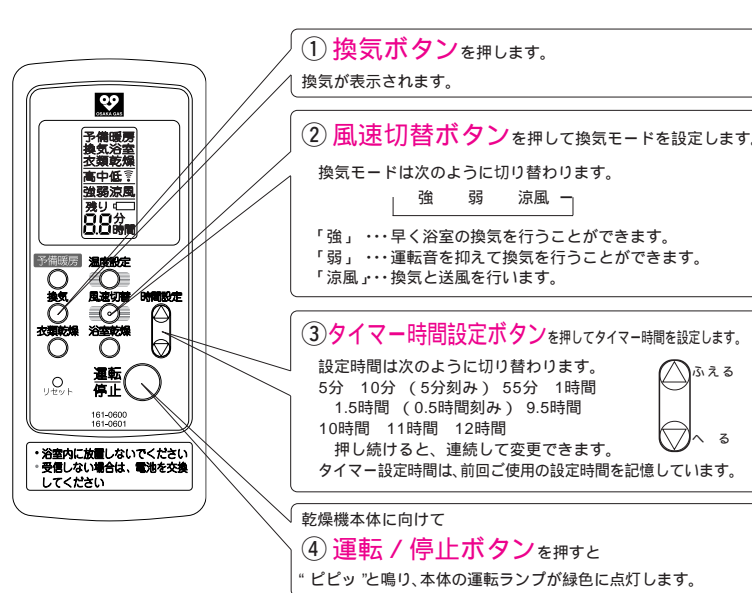 OSAKA GAS
予備暖房
換気浴室
衣類乾燥
高中低
強弱涼風
残り
88分
時間
予備暖房 温度設定
換気 風速切替 時間設定
衣類乾燥 浴室乾燥
リセット
運転
停止
161-0600
161-0601
・浴室内に放置しないでください
・受信しない場合は、電池を交換
してください
① 換気ボタンを押します。
換気が表示されます。
② 風速切替ボタンを押して換気モードを設定します。
換気モードは次のように切り替わります。
強 弱 涼風
「強」 ･･･早く浴室の換気を行うことができます。
「弱」 ･･･運転音を抑えて換気を行うことができます。
「涼風」･･･換気と送風を行います。
③タイマー時間設定ボタンを押してタイマー時間を設定します。
設定時間は次のように切り替わります。
5分 10分 （5分刻み） 55分 1時間
1.5時間 （0.5時間刻み） 9.5時間
10時間 11時間 12時間
押し続けると、連続して変更できます。
タイマー設定時間は、前回ご使用の設定時間を記憶しています。
ふえる
へる
乾燥機本体に向けて
④ 運転 / 停止ボタンを押すと
“ ピピッ ”と鳴り、本体の運転ランプが緑色に点灯します。